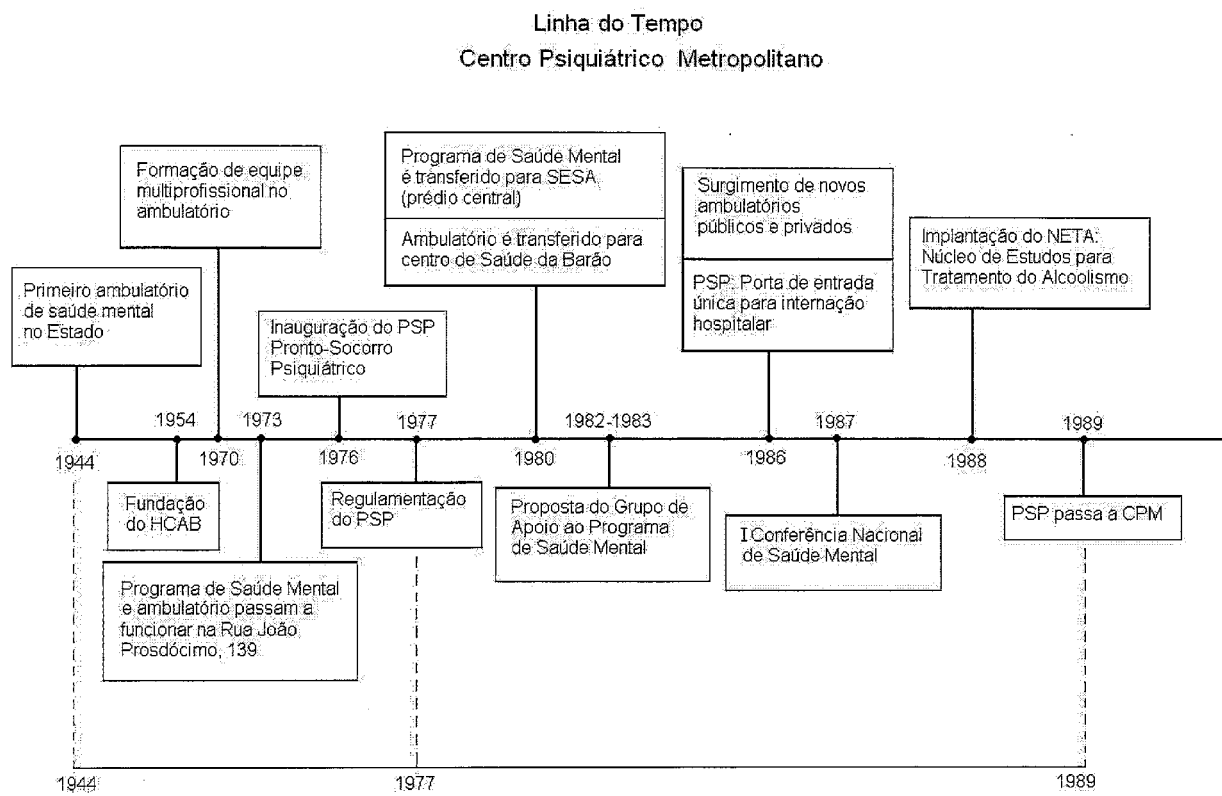 Linha do Tempo
Centro Psiquiátrico Metropolitano
Formação de equipe
multiprofissional no
ambulatório
Programa de Saúde Mental
é transferido para SESA
(prédio central)
Ambulatório é transferido para
centro de Saúde da Barão
Surgimento de novos
ambulatórios
públicos e privados
PSP: Porta de entrada
única para internação
hospitalar
Implantação do NETA:
Núcleo de Estudos para
Tratamento do Alcoolismo
Primeiro ambulatório
de saúde mental
no Estado
Inauguração do PSP
Pronto-Socorro
Psiquiátrico
1954
1973
1977
1982-1983
1987
1989
1944
1970
1976
1980
1986
1988
Fundação
do HCAB
Regulamentação
do PSP
Proposta do Grupo de
Apoio ao Programa
de Saúde Mental
I Conferência Nacional
de Saúde Mental
PSP passa à CPM
Programa de Saúde Mental
e ambulatório passam a
funcionar na Rua João
Prosdócimo, 139
1944
1977
1989